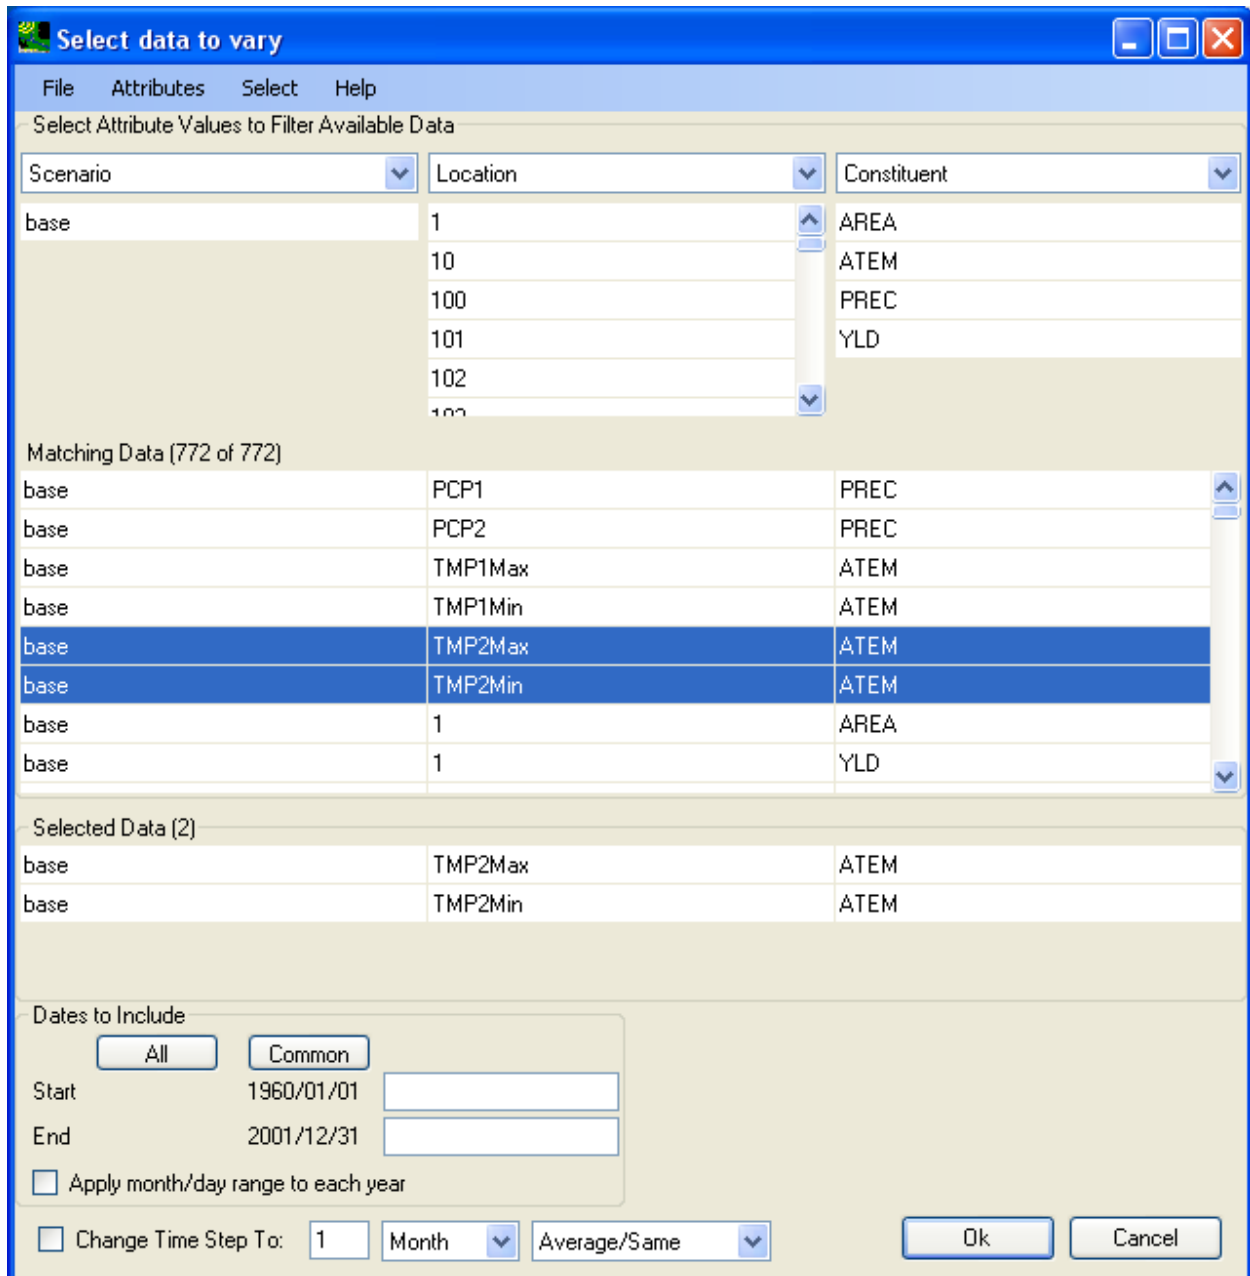 Select data to vary
File Attributes Select Help
Select Attribute Values to Filter Available Data
Scenario Location Constituent
base 1 AREA
10 ATEM
100 PREC
101 YLD
102
Matching Data (772 of 772)
base PCP1 PREC
base PCP2 PREC
base TMP1Max ATEM
base TMP1Min ATEM
base TMP2Max ATEM
base TMP2Min ATEM
base 1 AREA
base 1 YLD
Selected Data (2)
base TMP2Max ATEM
base TMP2Min ATEM
Dates to Include
All Common
Start 1960/01/01
End 2001/12/31
Apply month/day range to each year
Change Time Step To: 1 Month Average/Same Ok Cancel